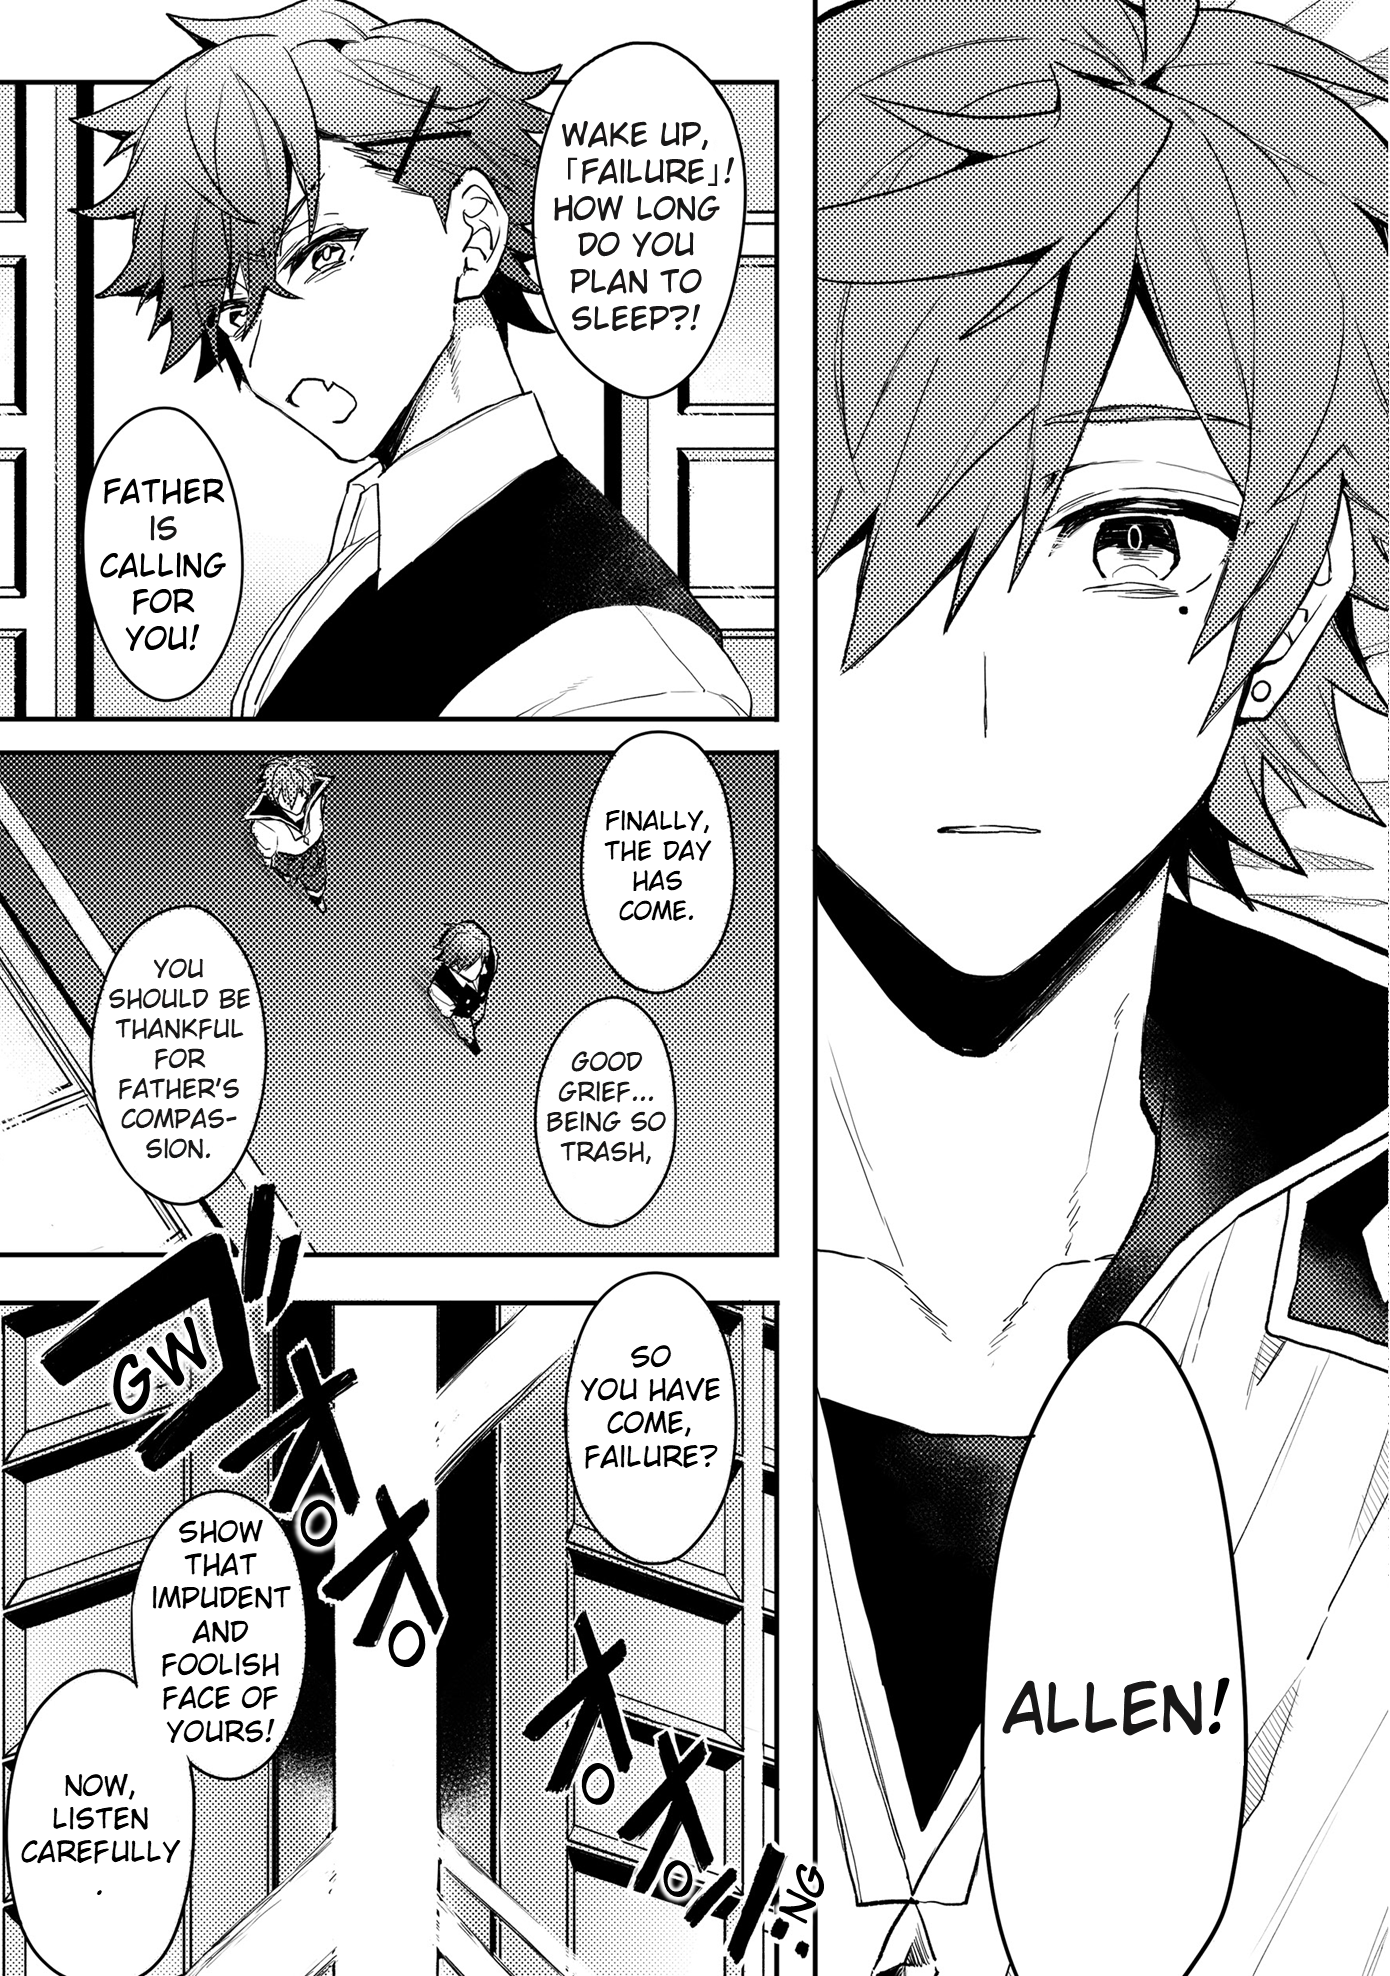 ALLEN!
WAKE UP,
「FAILURE」!
HOW LONG
DO YOU
PLAN TO
SLEEP?!
FATHER
IS
CALLING
FOR
YOU!
FINALLY,
THE DAY
HAS
COME.
GOOD
GRIEF...
BEING SO
TRASH,
YOU
SHOULD BE
THANKFUL
FOR
FATHER'S
COMPAS-
SION.
SO
YOU HAVE
COME,
FAILURE?
ゴオオオオン…
GW
O
O
O
O
NG
SHOW
THAT
IMPUDENT
AND
FOOLISH
FACE OF
YOURS!
NOW,
LISTEN
CAREFULLY
.